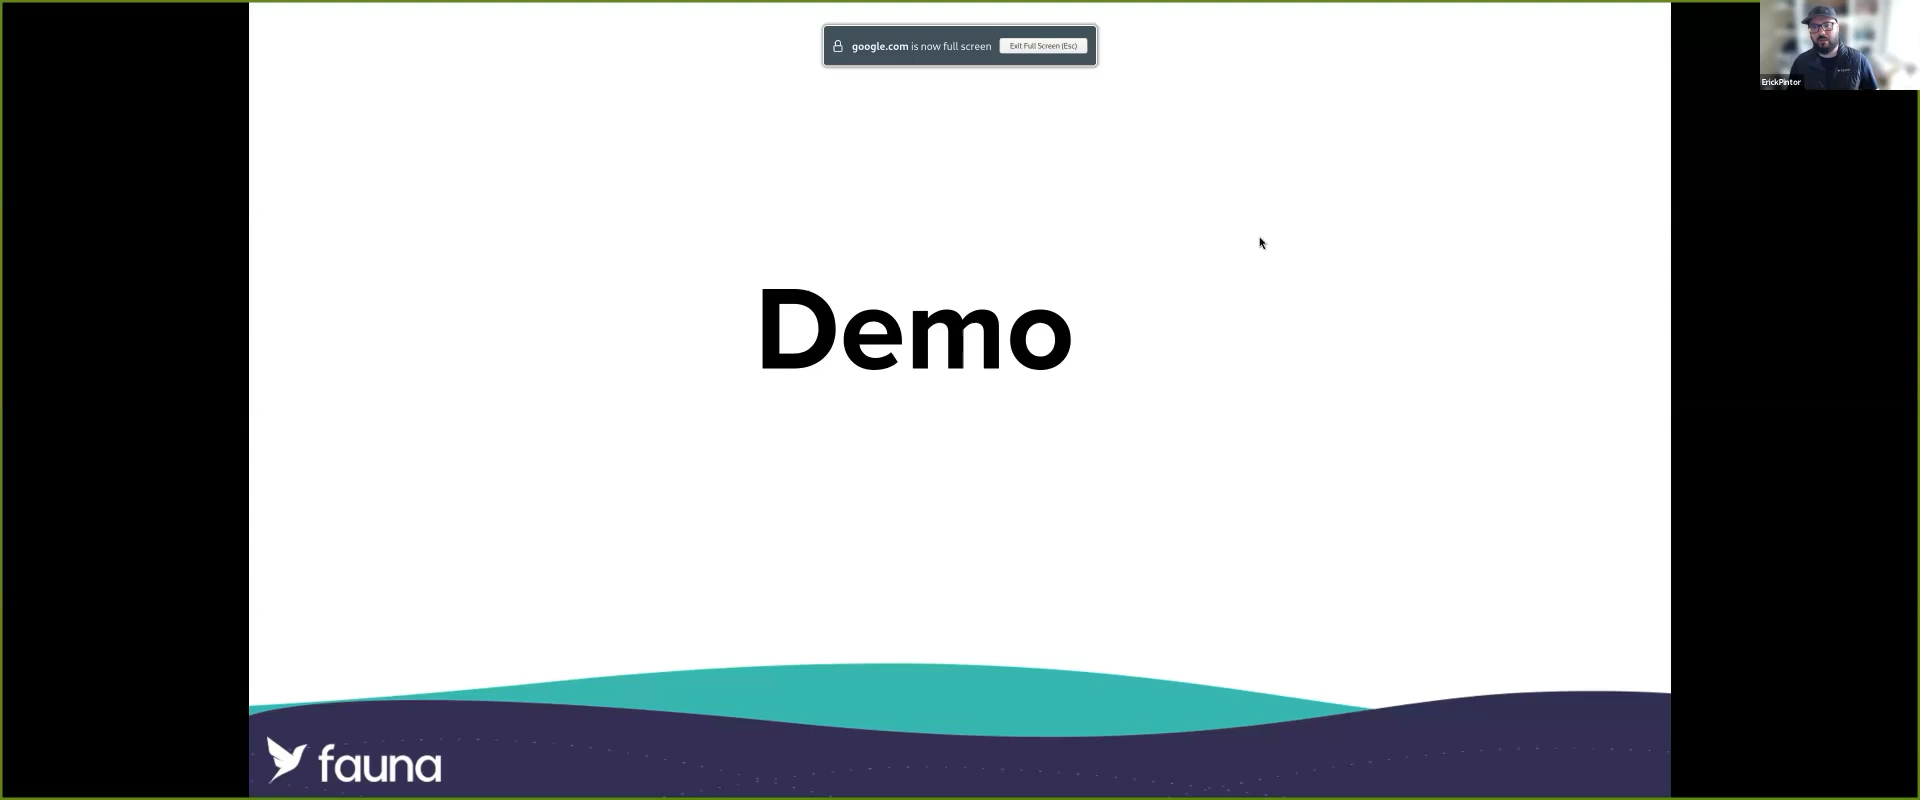 google.com is now full screen
Exit Full Screen (Esc)
ErickPintor
Demo
fauna